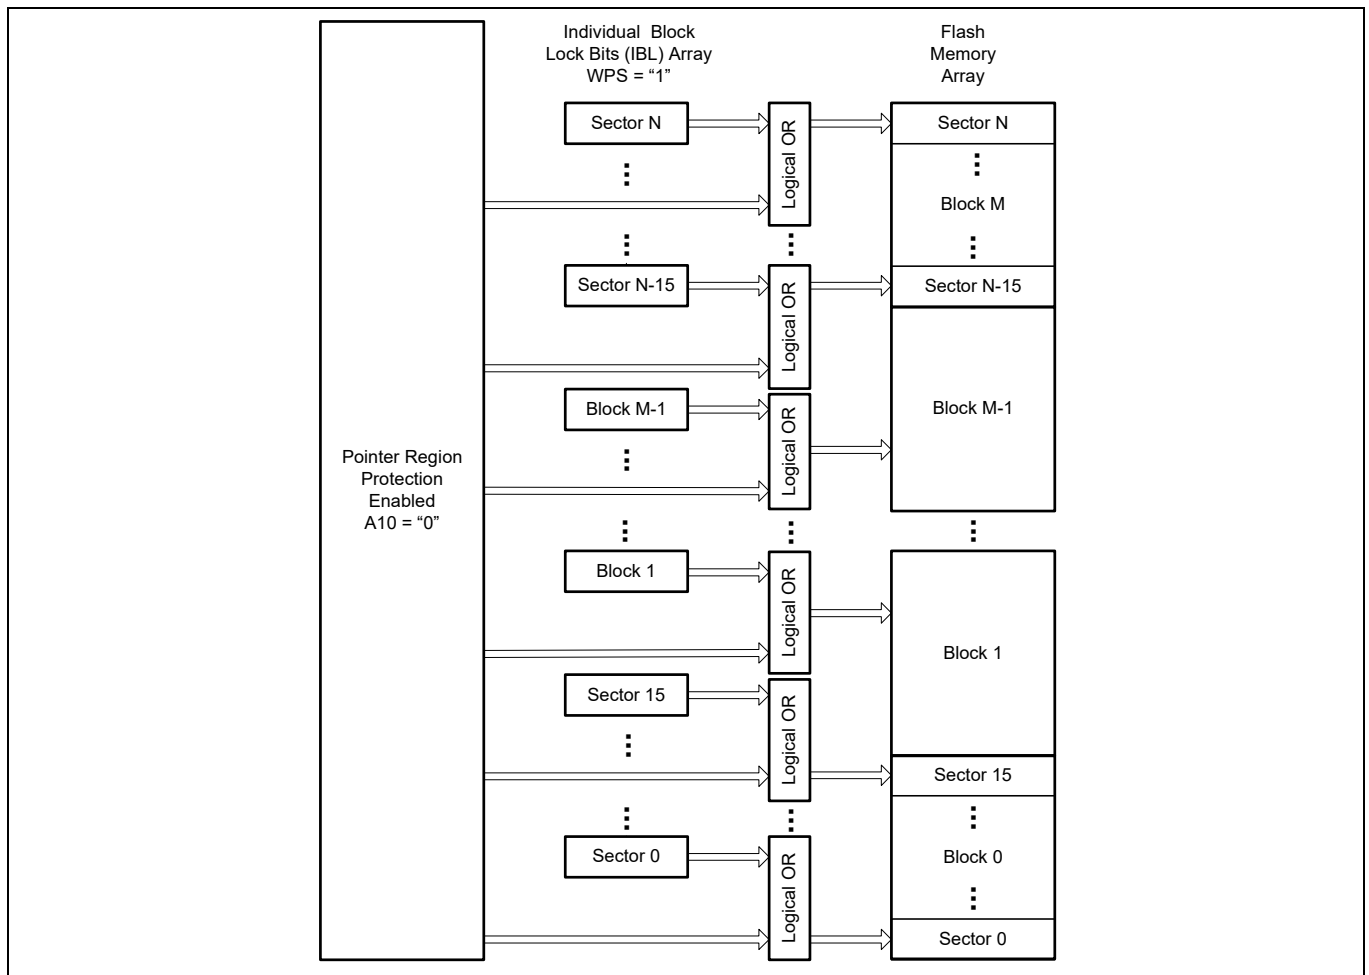 Individual Block
Lock Bits (IBL) Array
WPS = “1”
Flash
Memory
Array
Sector N
Logical OR
Sector N
Block M
Sector N-15
Logical OR
Sector N-15
Block M-1
Logical OR
Block M-1
Pointer Region
Protection
Enabled
A10 = “0”
Block 1
Logical OR
Block 1
Sector 15
Logical OR
Sector 15
Sector 0
Logical OR
Block 0
Sector 0